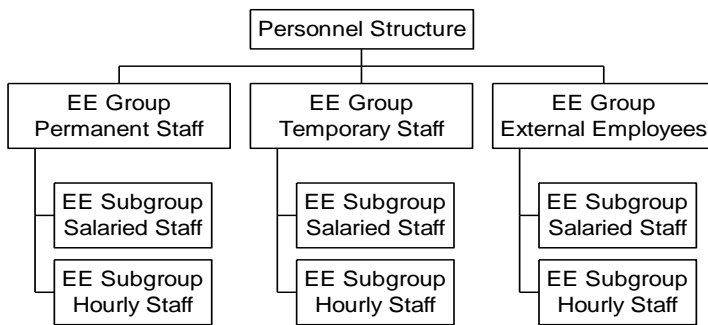 Personnel Structure
EE Group
Permanent Staff
EE Group
Temporary Staff
EE Group
External Employees
EE Subgroup
Salaried Staff
EE Subgroup
Salaried Staff
EE Subgroup
Salaried Staff
EE Subgroup
Hourly Staff
EE Subgroup
Hourly Staff
EE Subgroup
Hourly Staff